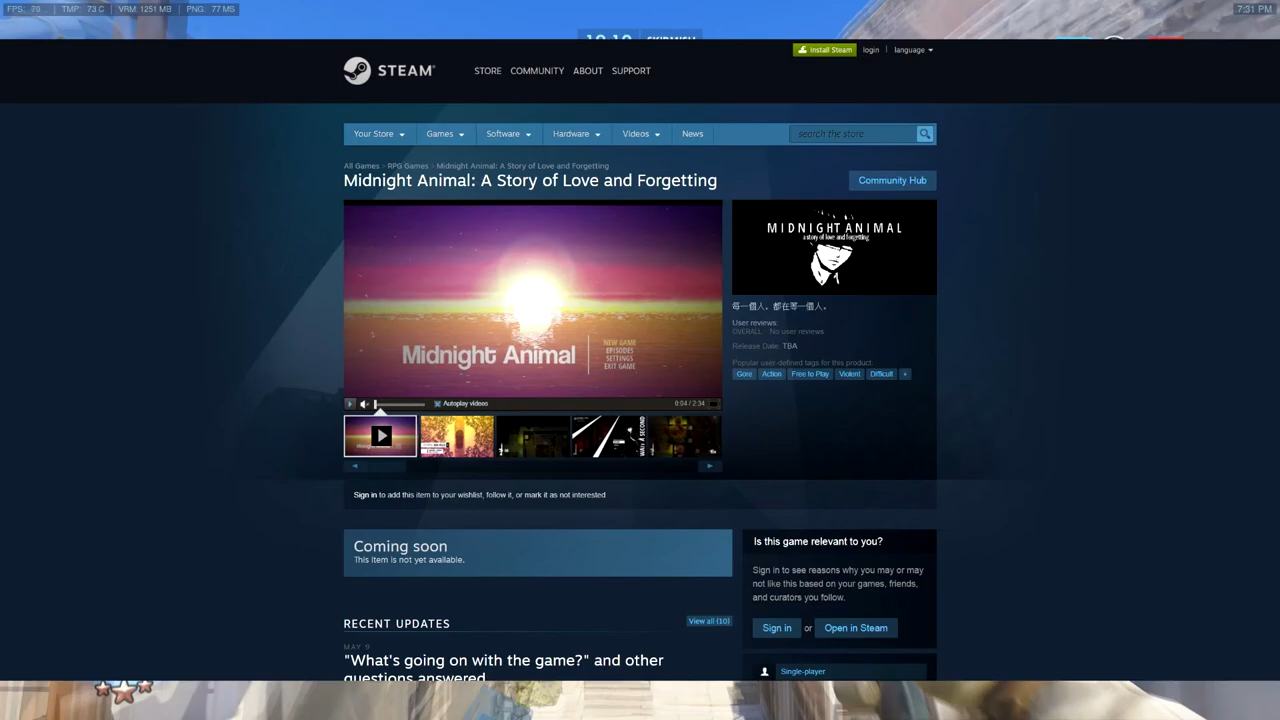 FPS: 70 TMP: 73 C VRM: 1251 MB PNG: 77 MS
7:31 PM
SKIRMISH
Install Steam login language
STEAM
STORE COMMUNITY ABOUT SUPPORT
Your Store Games Software Hardware Videos News search the store
All Games > RPG Games > Midnight Animal: A Story of Love and Forgetting
Midnight Animal: A Story of Love and Forgetting
Community Hub
Midnight Animal
NEW GAME
EPISODES
SETTINGS
EXIT GAME
Autoplay videos
0:04 / 2:34
WAIT A SECOND
MIDNIGHT ANIMAL
a story of love and forgetting
每一個人、都在等一個人。
User reviews:
OVERALL: No user reviews
Release Date: TBA
Popular user-defined tags for this product:
Gore Action Free to Play Violent Difficult +
Sign in to add this item to your wishlist, follow it, or mark it as not interested
Coming soon
This item is not yet available.
RECENT UPDATES
View all (10)
MAY 9
"What's going on with the game?" and other
questions answered
Is this game relevant to you?
Sign in to see reasons why you may or may
not like this based on your games, friends,
and curators you follow.
Sign in or Open in Steam
Single-player